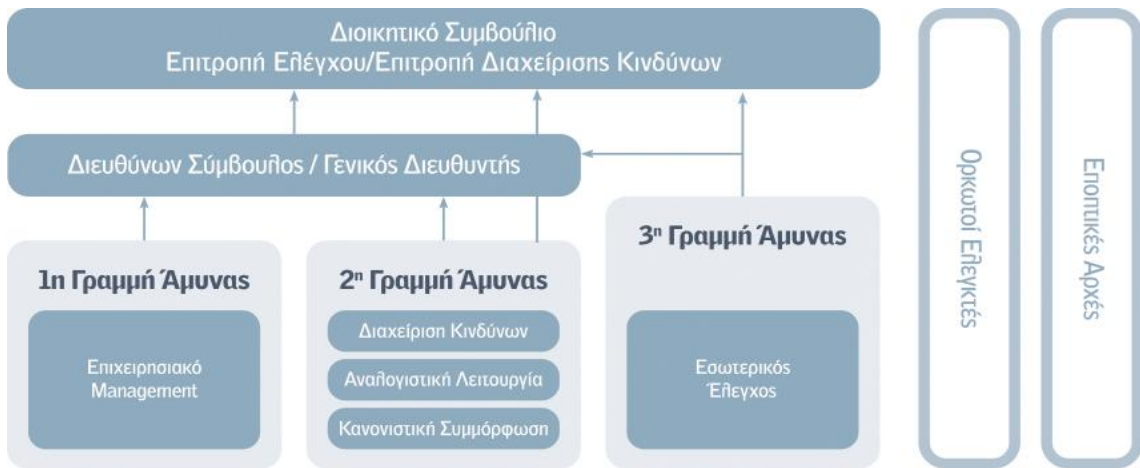 Διοικητικό Συμβούλιο
Επιτροπή Ελέγχου/Επιτροπή Διαχείρισης Κινδύνων
Διευθύνων Σύμβουλος / Γενικός Διευθυντής
1η Γραμμή Άμυνας
Επιχειρησιακό
Management
2η Γραμμή Άμυνας
Διαχείριση Κινδύνων
Αναλογιστική Λειτουργία
Κανονιστική Συμμόρφωση
3η Γραμμή Άμυνας
Εσωτερικός
Έλεγχος
Ορκωτοί Ελεγκτές
Εποπτικές Αρχές